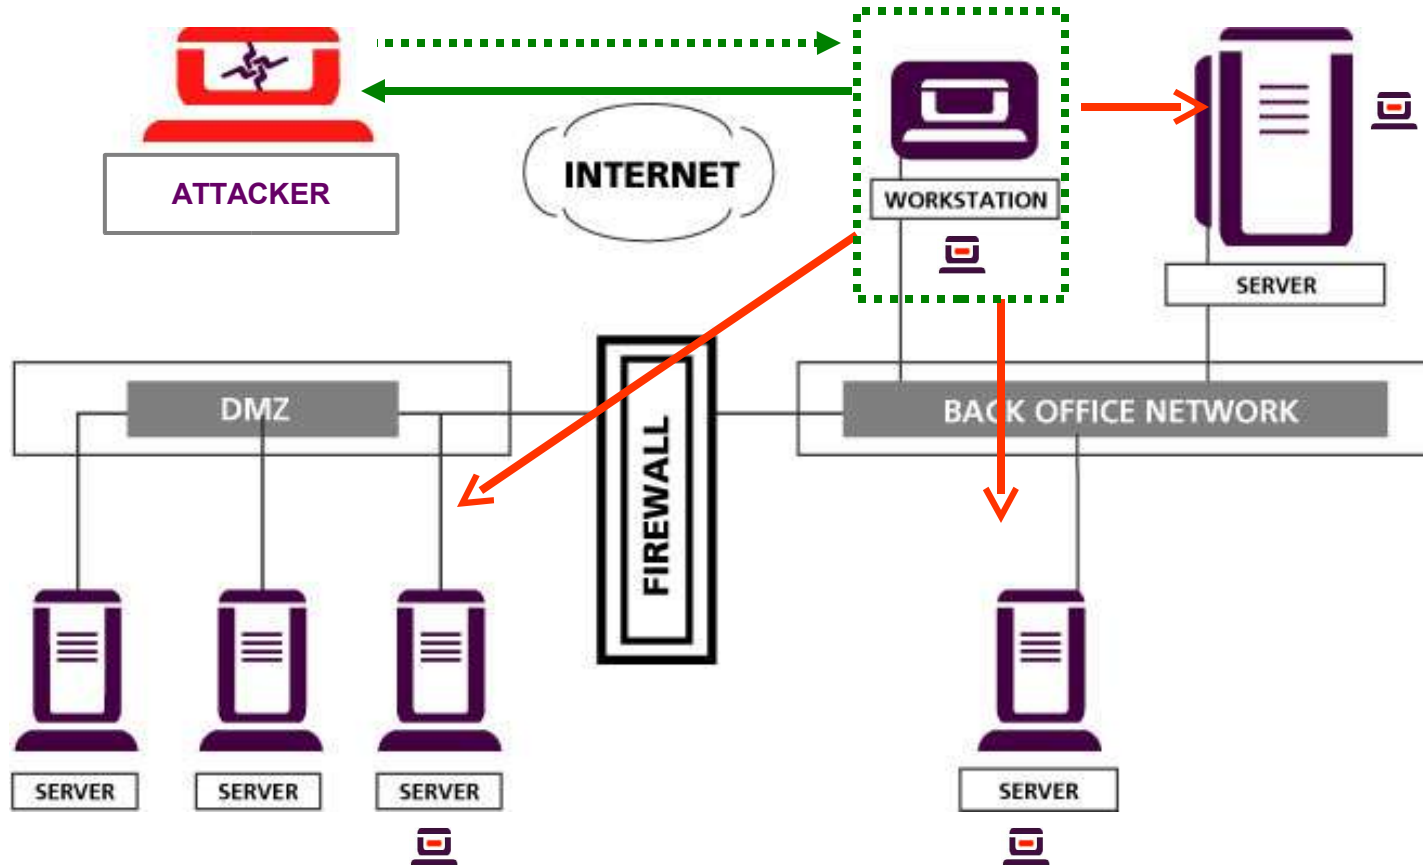 ATTACKER
INTERNET
WORKSTATION
SERVER
DMZ
FIREWALL
BACK OFFICE NETWORK
SERVER
SERVER
SERVER
SERVER